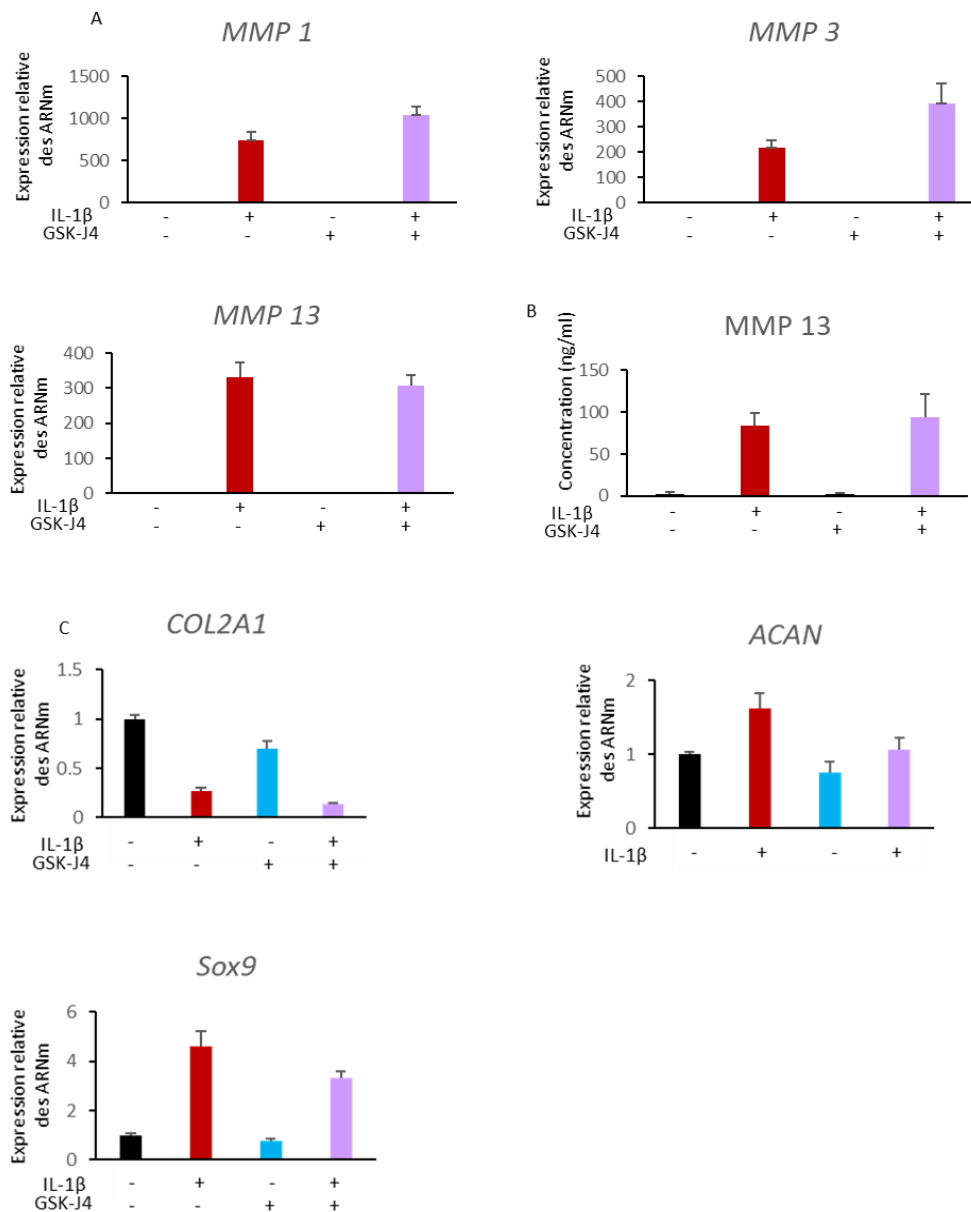 A
MMP 1
Expression relative
des ARNm
1500
1000
500
0
IL-1β - + - +
GSK-J4 - - + +
MMP 3
Expression relative
des ARNm
500
400
300
200
100
0
IL-1β - + - +
GSK-J4 - - + +
MMP 13
Expression relative
des ARNm
400
300
200
100
0
IL-1β - + - +
GSK-J4 - - + +
B
MMP 13
Concentration (ng/ml)
150
100
50
0
IL-1β - + - +
GSK-J4 - - + +
C
COL2A1
Expression relative
des ARNm
1.5
1
0.5
0
IL-1β - + - +
GSK-J4 - - + +
ACAN
Expression relative
des ARNm
2
1
0
IL-1β - + - +
Sox9
Expression relative
des ARNm
6
4
2
0
IL-1β - + - +
GSK-J4 - - + +